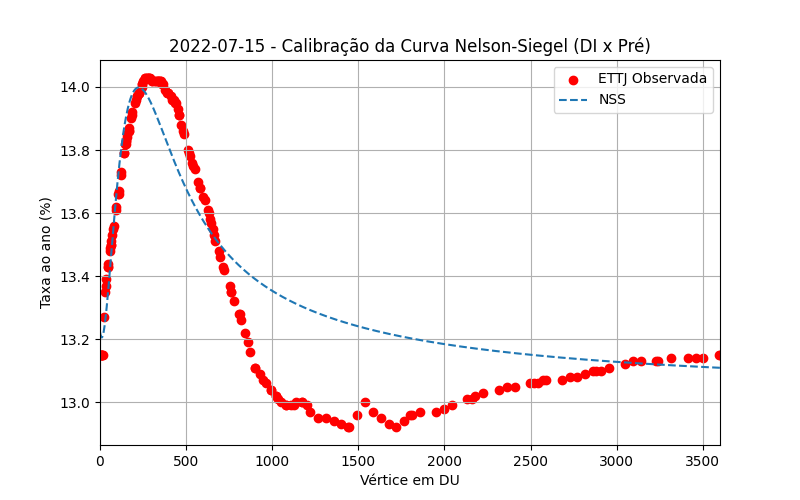 2022-07-15 - Calibração da Curva Nelson-Siegel (DI x Pré)
ETTJ Observada
NSS
Taxa ao ano (%)
14.0
13.8
13.6
13.4
13.2
13.0
0 500 1000 1500 2000 2500 3000 3500
Vértice em DU